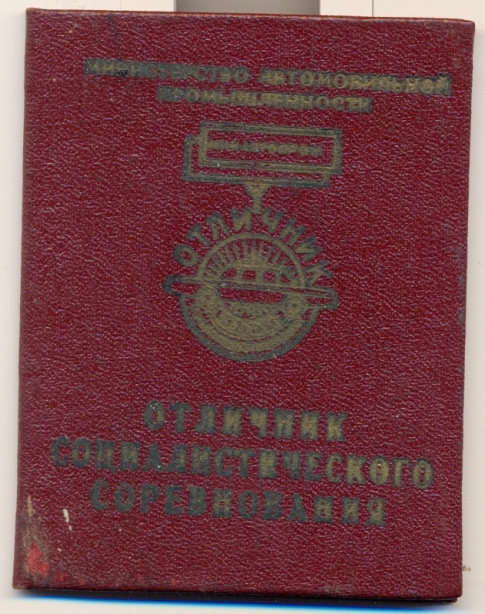 МИНИСТЕРСТВО АВТОМОБИЛЬНОЙ
ПРОМЫШЛЕННОСТИ
ОТЛИЧНИК
ОТЛИЧНИК
СОЦИАЛИСТИЧЕСКОГО
СОРЕВНОВАНИЯ